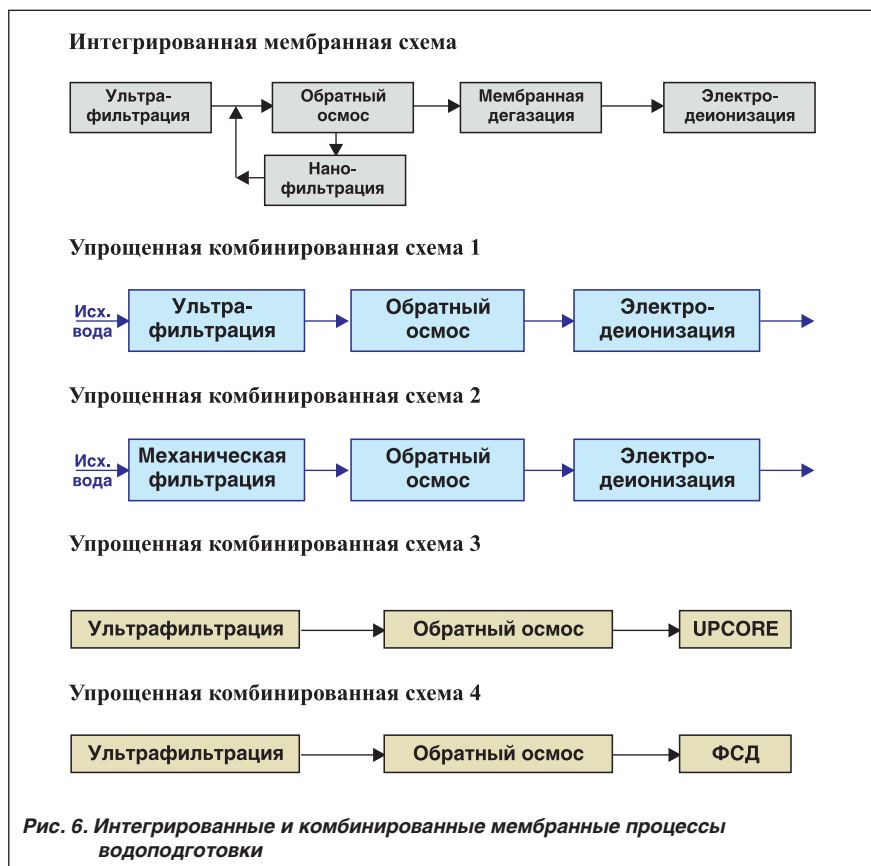 Интегрированная мембранная схема
Ультра-
фильтрация
Обратный
осмос
Мембранная
дегазация
Электро-
деионизация
Нано-
фильтрация
Упрощенная комбинированная схема 1
Исх.
вода
Ультра-
фильтрация
Обратный
осмос
Электро-
деионизация
Упрощенная комбинированная схема 2
Исх.
вода
Механическая
фильтрация
Обратный
осмос
Электро-
деионизация
Упрощенная комбинированная схема 3
Ультрафильтрация
Обратный осмос
UPCORE
Упрощенная комбинированная схема 4
Ультрафильтрация
Обратный осмос
ФСД
Рис. 6. Интегрированные и комбинированные мембранные процессы
водоподготовки